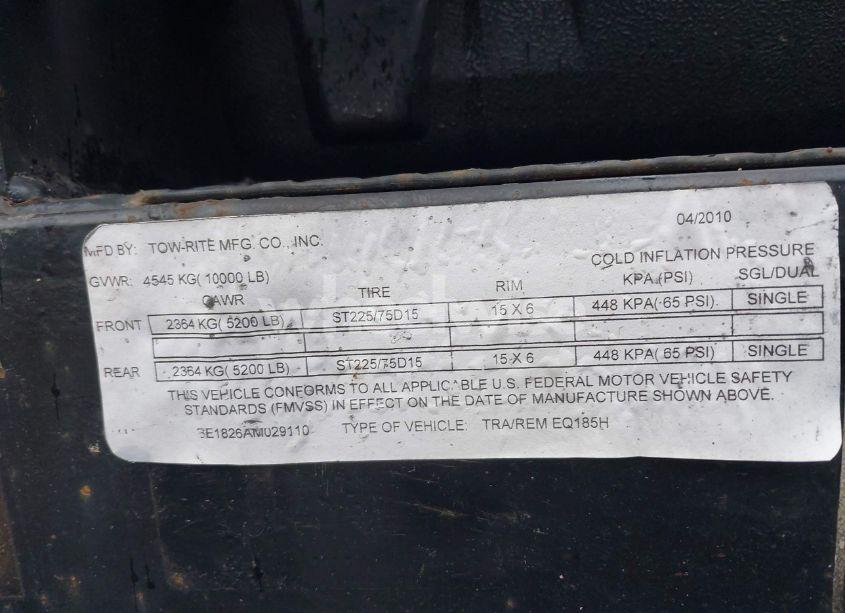 04/2010
MFD BY: TOW-RITE MFG. CO., INC.
COLD INFLATION PRESSURE
GVWR: 4545 KG( 10000 LB)
GAWR TIRE RIM KPA (PSI) SGL/DUAL
FRONT 2364 KG( 5200 LB) ST225/75D15 15 X 6 448 KPA( 65 PSI) SINGLE
REAR 2364 KG( 5200 LB) ST225/75D15 15 X 6 448 KPA( 65 PSI) SINGLE
THIS VEHICLE CONFORMS TO ALL APPLICABLE U.S. FEDERAL MOTOR VEHICLE SAFETY
STANDARDS (FMVSS) IN EFFECT ON THE DATE OF MANUFACTURE SHOWN ABOVE.
TYPE OF VEHICLE: TRA/REM EQ185H